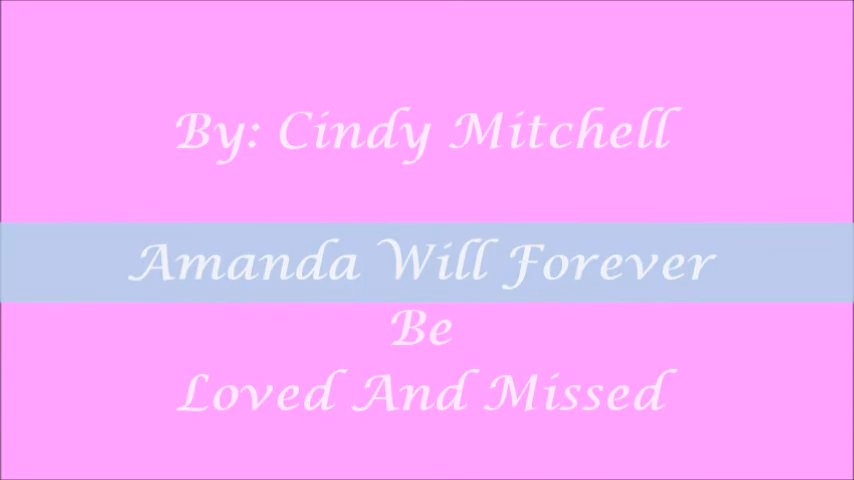 By: Cindy Mitchell
Amanda Will Forever
Be
Loved And Missed